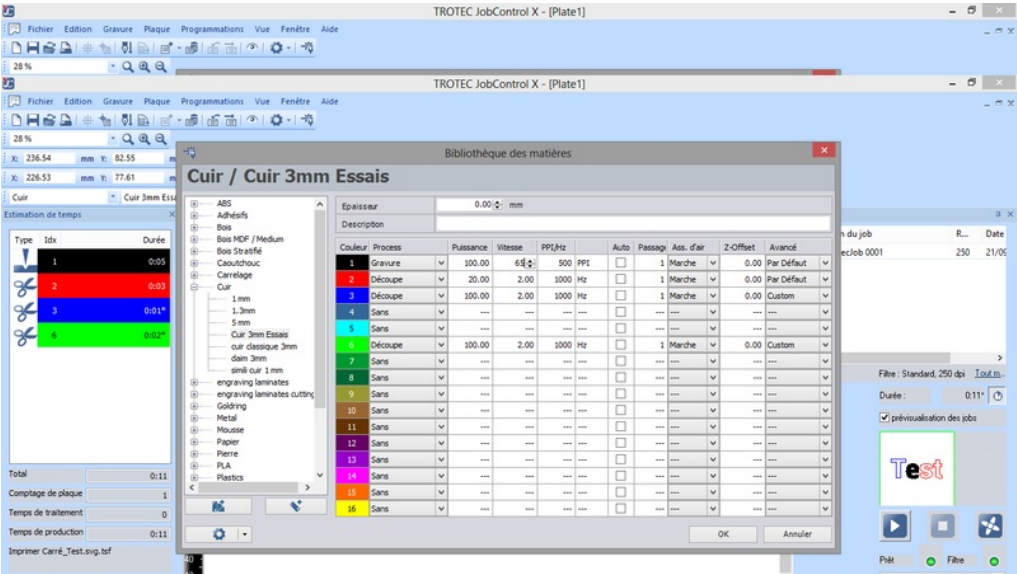 TROTEC JobControl X - [Plate1]
Fichier Edition Gravure Plaque Programmations Vue Fenêtre Aide
28 %
TROTEC JobControl X - [Plate1]
Fichier Edition Gravure Plaque Programmations Vue Fenêtre Aide
28 %
X: 236.54 mm Y: 82.55 m
X: 226.53 mm Y: 77.61 m
Cuir Cuir 3mm Essa
Estimation de temps
Type Idx Durée
1 0:05
2 0:03
3 0:01*
6 0:02*
Total 0:11
Comptage de plaque 1
Temps de traitement 0
Temps de production 0:11
Imprimer Carré_Test.svg.tsf
Bibliothèque des matières
Cuir / Cuir 3mm Essais
ABS
Adhésifs
Bois
Bois MDF / Medium
Bois Stratifié
Caoutchouc
Carrelage
Cuir
1 mm
1.3mm
5 mm
Cuir 3mm Essais
cuir classique 3mm
daim 3mm
simili cuir 1 mm
engraving laminates
engraving laminates cutting
Goldring
Metal
Mousse
Papier
Pierre
PLA
Plastics
Epaisseur 0.00 mm
Description
Couleur Process Puissance Vitesse PPI/Hz Auto Passage Ass. d'air Z-Offset Avancé
1 Gravure 100.00 65 500 PPI 1 Marche 0.00 Par Défaut
2 Découpe 20.00 2.00 1000 Hz 1 Marche 0.00 Par Défaut
3 Découpe 100.00 2.00 1000 Hz 1 Marche 0.00 Custom
4 Sans --- --- --- --- --- --- --- ---
5 Sans --- --- --- --- --- --- --- ---
6 Découpe 100.00 2.00 1000 Hz 1 Marche 0.00 Custom
7 Sans --- --- --- --- --- --- --- ---
8 Sans --- --- --- --- --- --- --- ---
9 Sans --- --- --- --- --- --- --- ---
10 Sans --- --- --- --- --- --- --- ---
11 Sans --- --- --- --- --- --- --- ---
12 Sans --- --- --- --- --- --- --- ---
13 Sans --- --- --- --- --- --- --- ---
14 Sans --- --- --- --- --- --- --- ---
15 Sans --- --- --- --- --- --- --- ---
16 Sans --- --- --- --- --- --- --- ---
OK Annuler
n du job R... Date
ecJob 0001 250 21/09
Filtre : Standard, 250 dpi Tout m...
Durée : 0:11*
prévisualisation des jobs
Test
Prêt Filtre
40